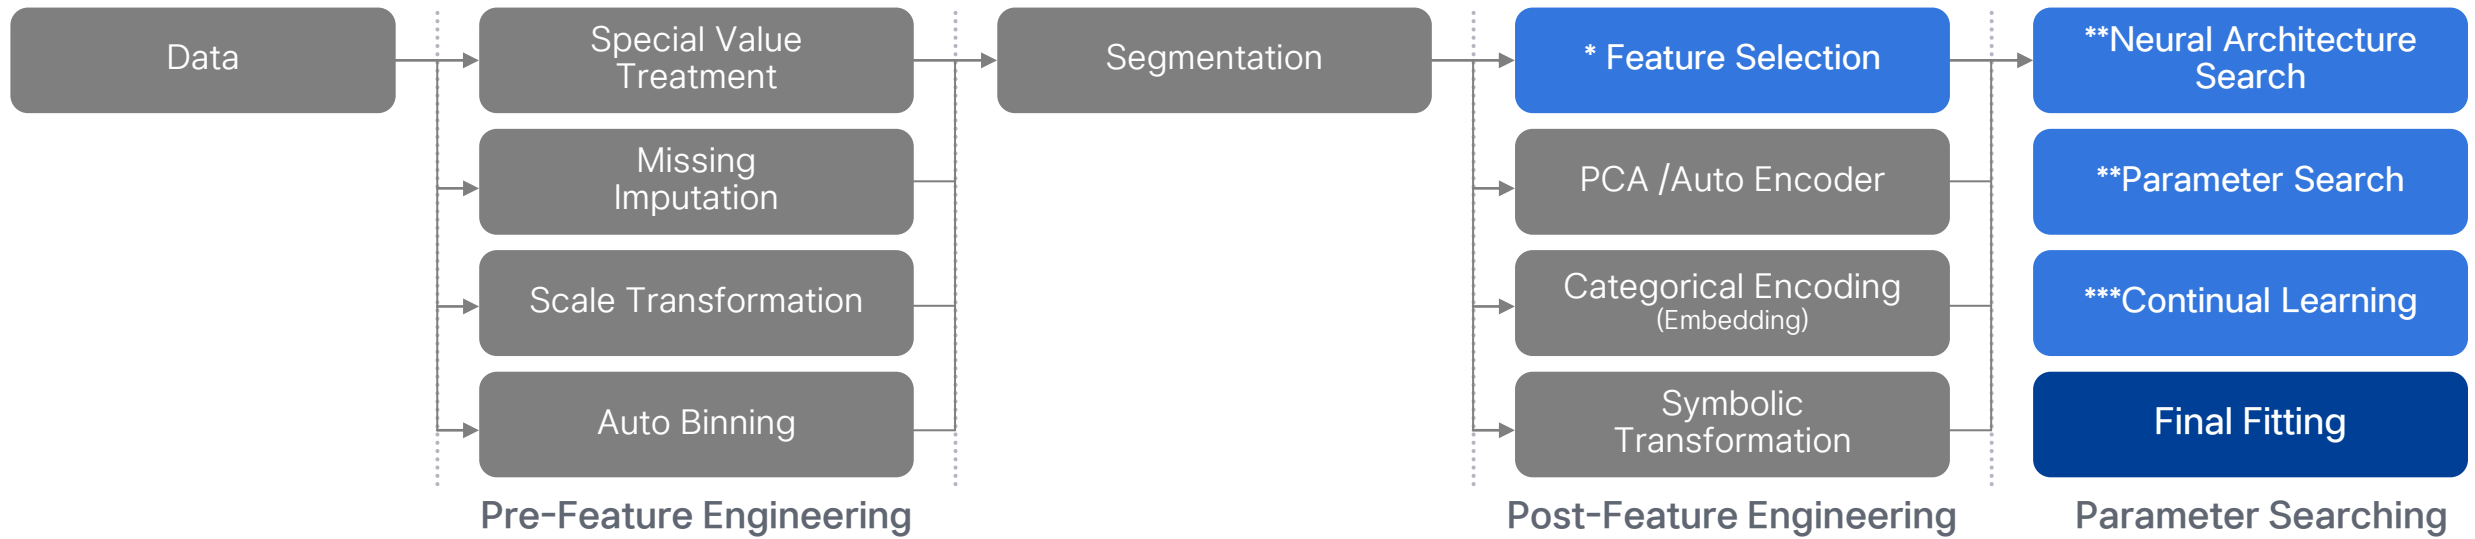 Data
Special Value
Treatment
Missing
Imputation
Scale Transformation
Auto Binning
Pre-Feature Engineering
Segmentation
* Feature Selection
PCA /Auto Encoder
Categorical Encoding
(Embedding)
Symbolic
Transformation
Post-Feature Engineering
**Neural Architecture
Search
**Parameter Search
***Continual Learning
Final Fitting
Parameter Searching